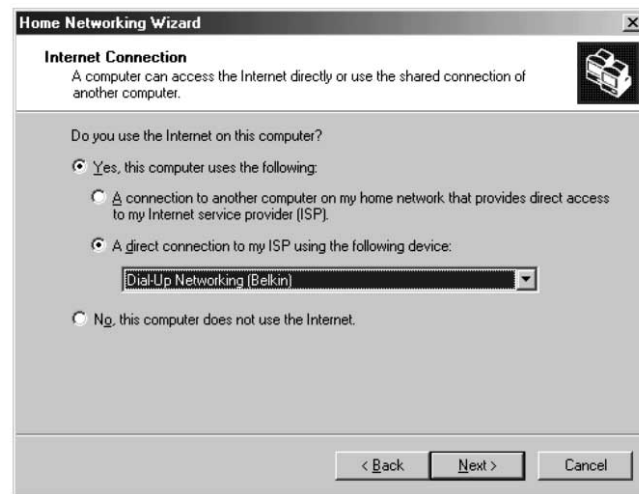 Home Networking Wizard
Internet Connection
A computer can access the Internet directly or use the shared connection of
another computer.
Do you use the Internet on this computer?
Yes, this computer uses the following:
A connection to another computer on my home network that provides direct access
to my Internet service provider (ISP).
A direct connection to my ISP using the following device:
Dial-Up Networking (Belkin)
No, this computer does not use the Internet.
< Back
Next >
Cancel